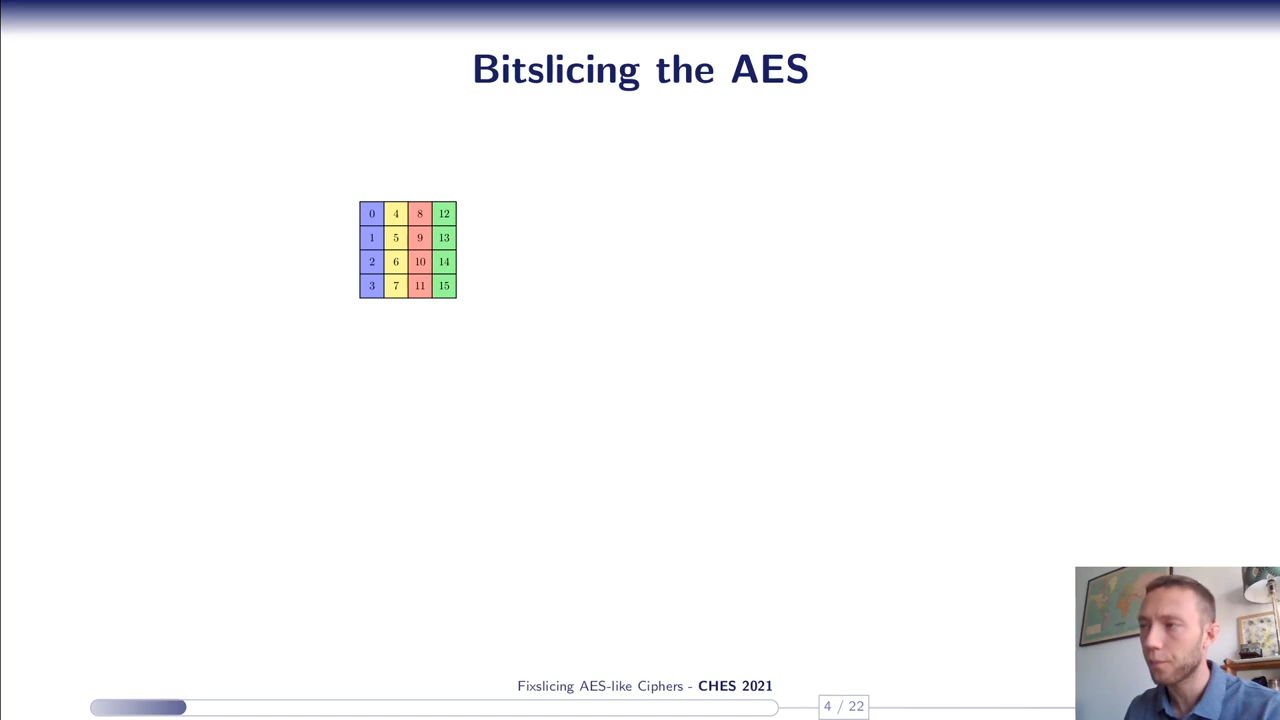 Bitslicing the AES
0 4 8 12
1 5 9 13
2 6 10 14
3 7 11 15
Fixslicing AES-like Ciphers - CHES 2021
4 / 22